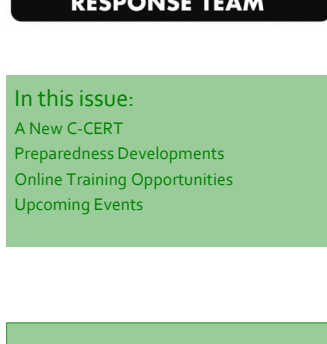 RESPONSE TEAM
In this issue:
A New C-CERT
Preparedness Developments
Online Training Opportunities
Upcoming Events